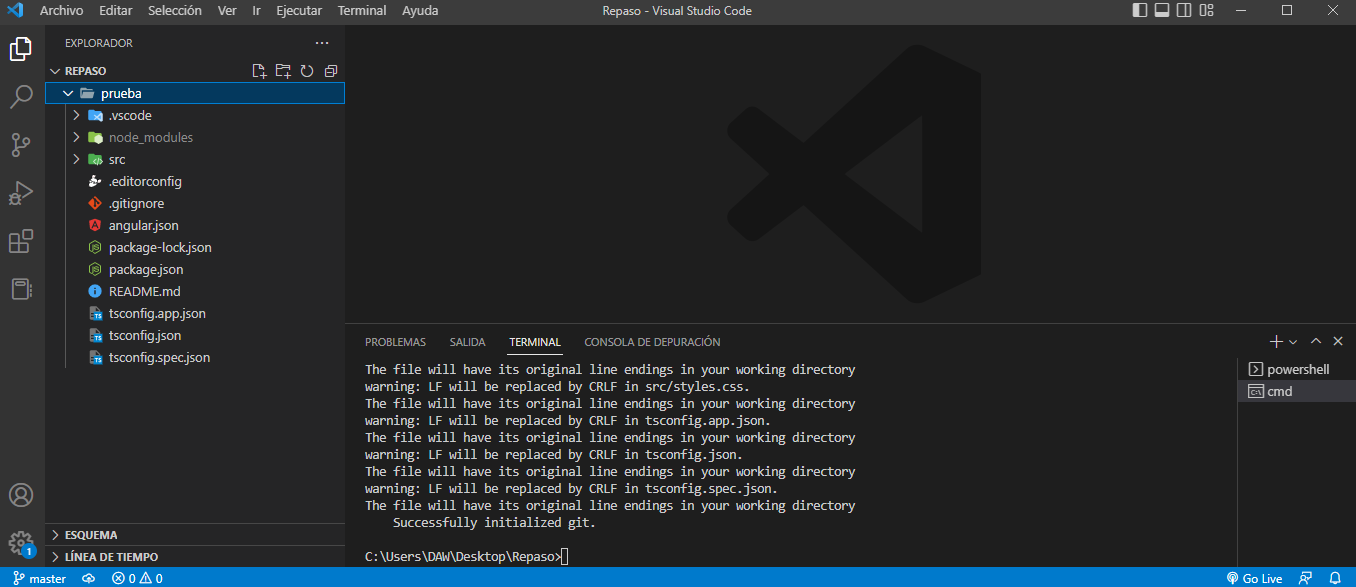 Archivo Editar Selección Ver Ir Ejecutar Terminal Ayuda
Repaso - Visual Studio Code
EXPLORADOR
REPASO
prueba
.vscode
node_modules
src
.editorconfig
.gitignore
angular.json
package-lock.json
package.json
README.md
tsconfig.app.json
tsconfig.json
tsconfig.spec.json
ESQUEMA
LÍNEA DE TIEMPO
PROBLEMAS SALIDA TERMINAL CONSOLA DE DEPURACIÓN
The file will have its original line endings in your working directory
warning: LF will be replaced by CRLF in src/styles.css.
The file will have its original line endings in your working directory
warning: LF will be replaced by CRLF in tsconfig.app.json.
The file will have its original line endings in your working directory
warning: LF will be replaced by CRLF in tsconfig.json.
The file will have its original line endings in your working directory
warning: LF will be replaced by CRLF in tsconfig.spec.json.
The file will have its original line endings in your working directory
Successfully initialized git.
C:\Users\DAW\Desktop\Repaso>
powershell
cmd
1
master 0 0 Go Live